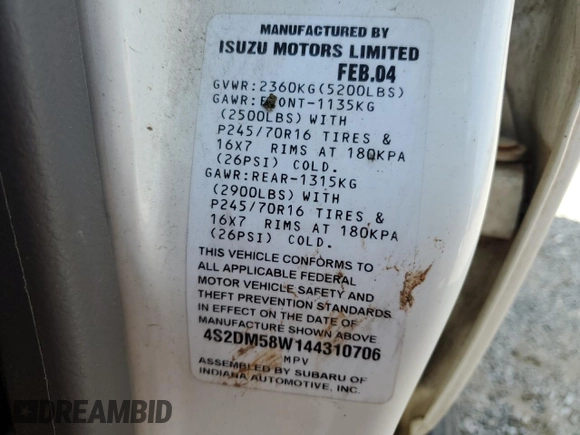 MANUFACTURED BY
ISUZU MOTORS LIMITED
FEB.04
GVWR:2360KG(5200LBS)
GAWR:FRONT-1135KG
(2500LBS) WITH
P245/70R16 TIRES &
16X7 RIMS AT 180KPA
(26PSI) COLD.
GAWR:REAR-1315KG
(2900LBS) WITH
P245/70R16 TIRES &
16X7 RIMS AT 180KPA
(26PSI) COLD.
THIS VEHICLE CONFORMS TO
ALL APPLICABLE FEDERAL
MOTOR VEHICLE SAFETY AND
THEFT PREVENTION STANDARDS
IN EFFECT ON THE DATE OF
MANUFACTURE SHOWN ABOVE
4S2DM58W144310706
MPV
ASSEMBLED BY SUBARU OF
INDIANA AUTOMOTIVE, INC.
DREAMBID